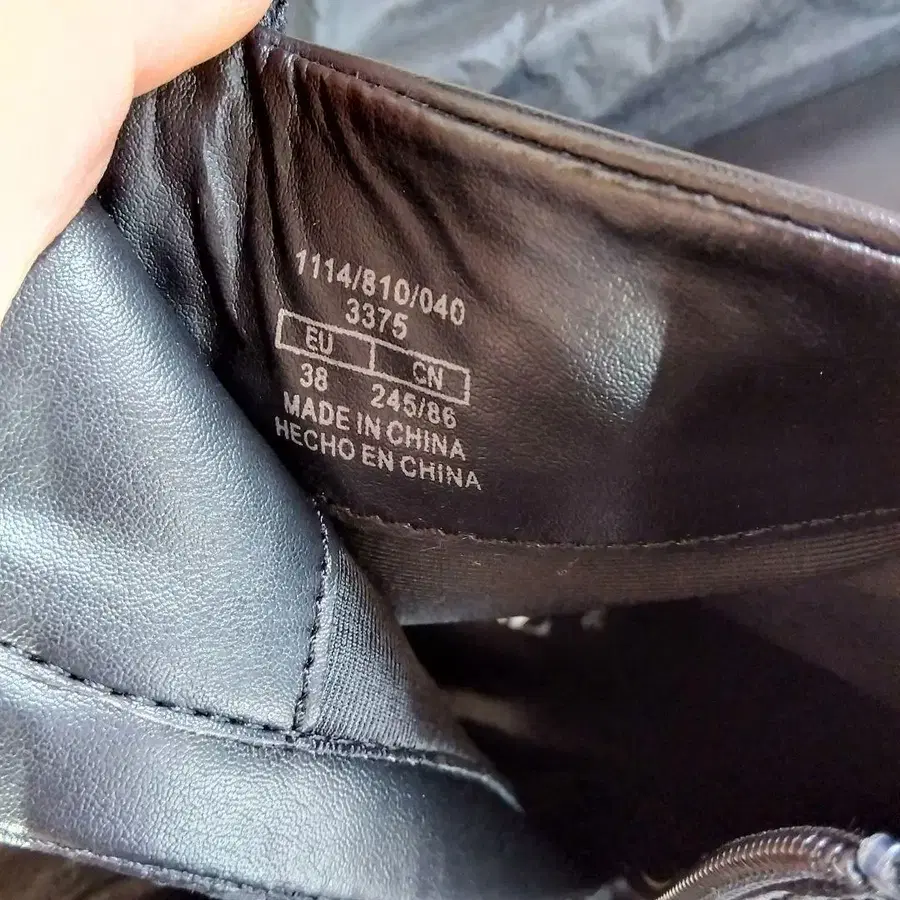 1114/810/040
3375
EU CN
38 245/86
MADE IN CHINA
HECHO EN CHINA